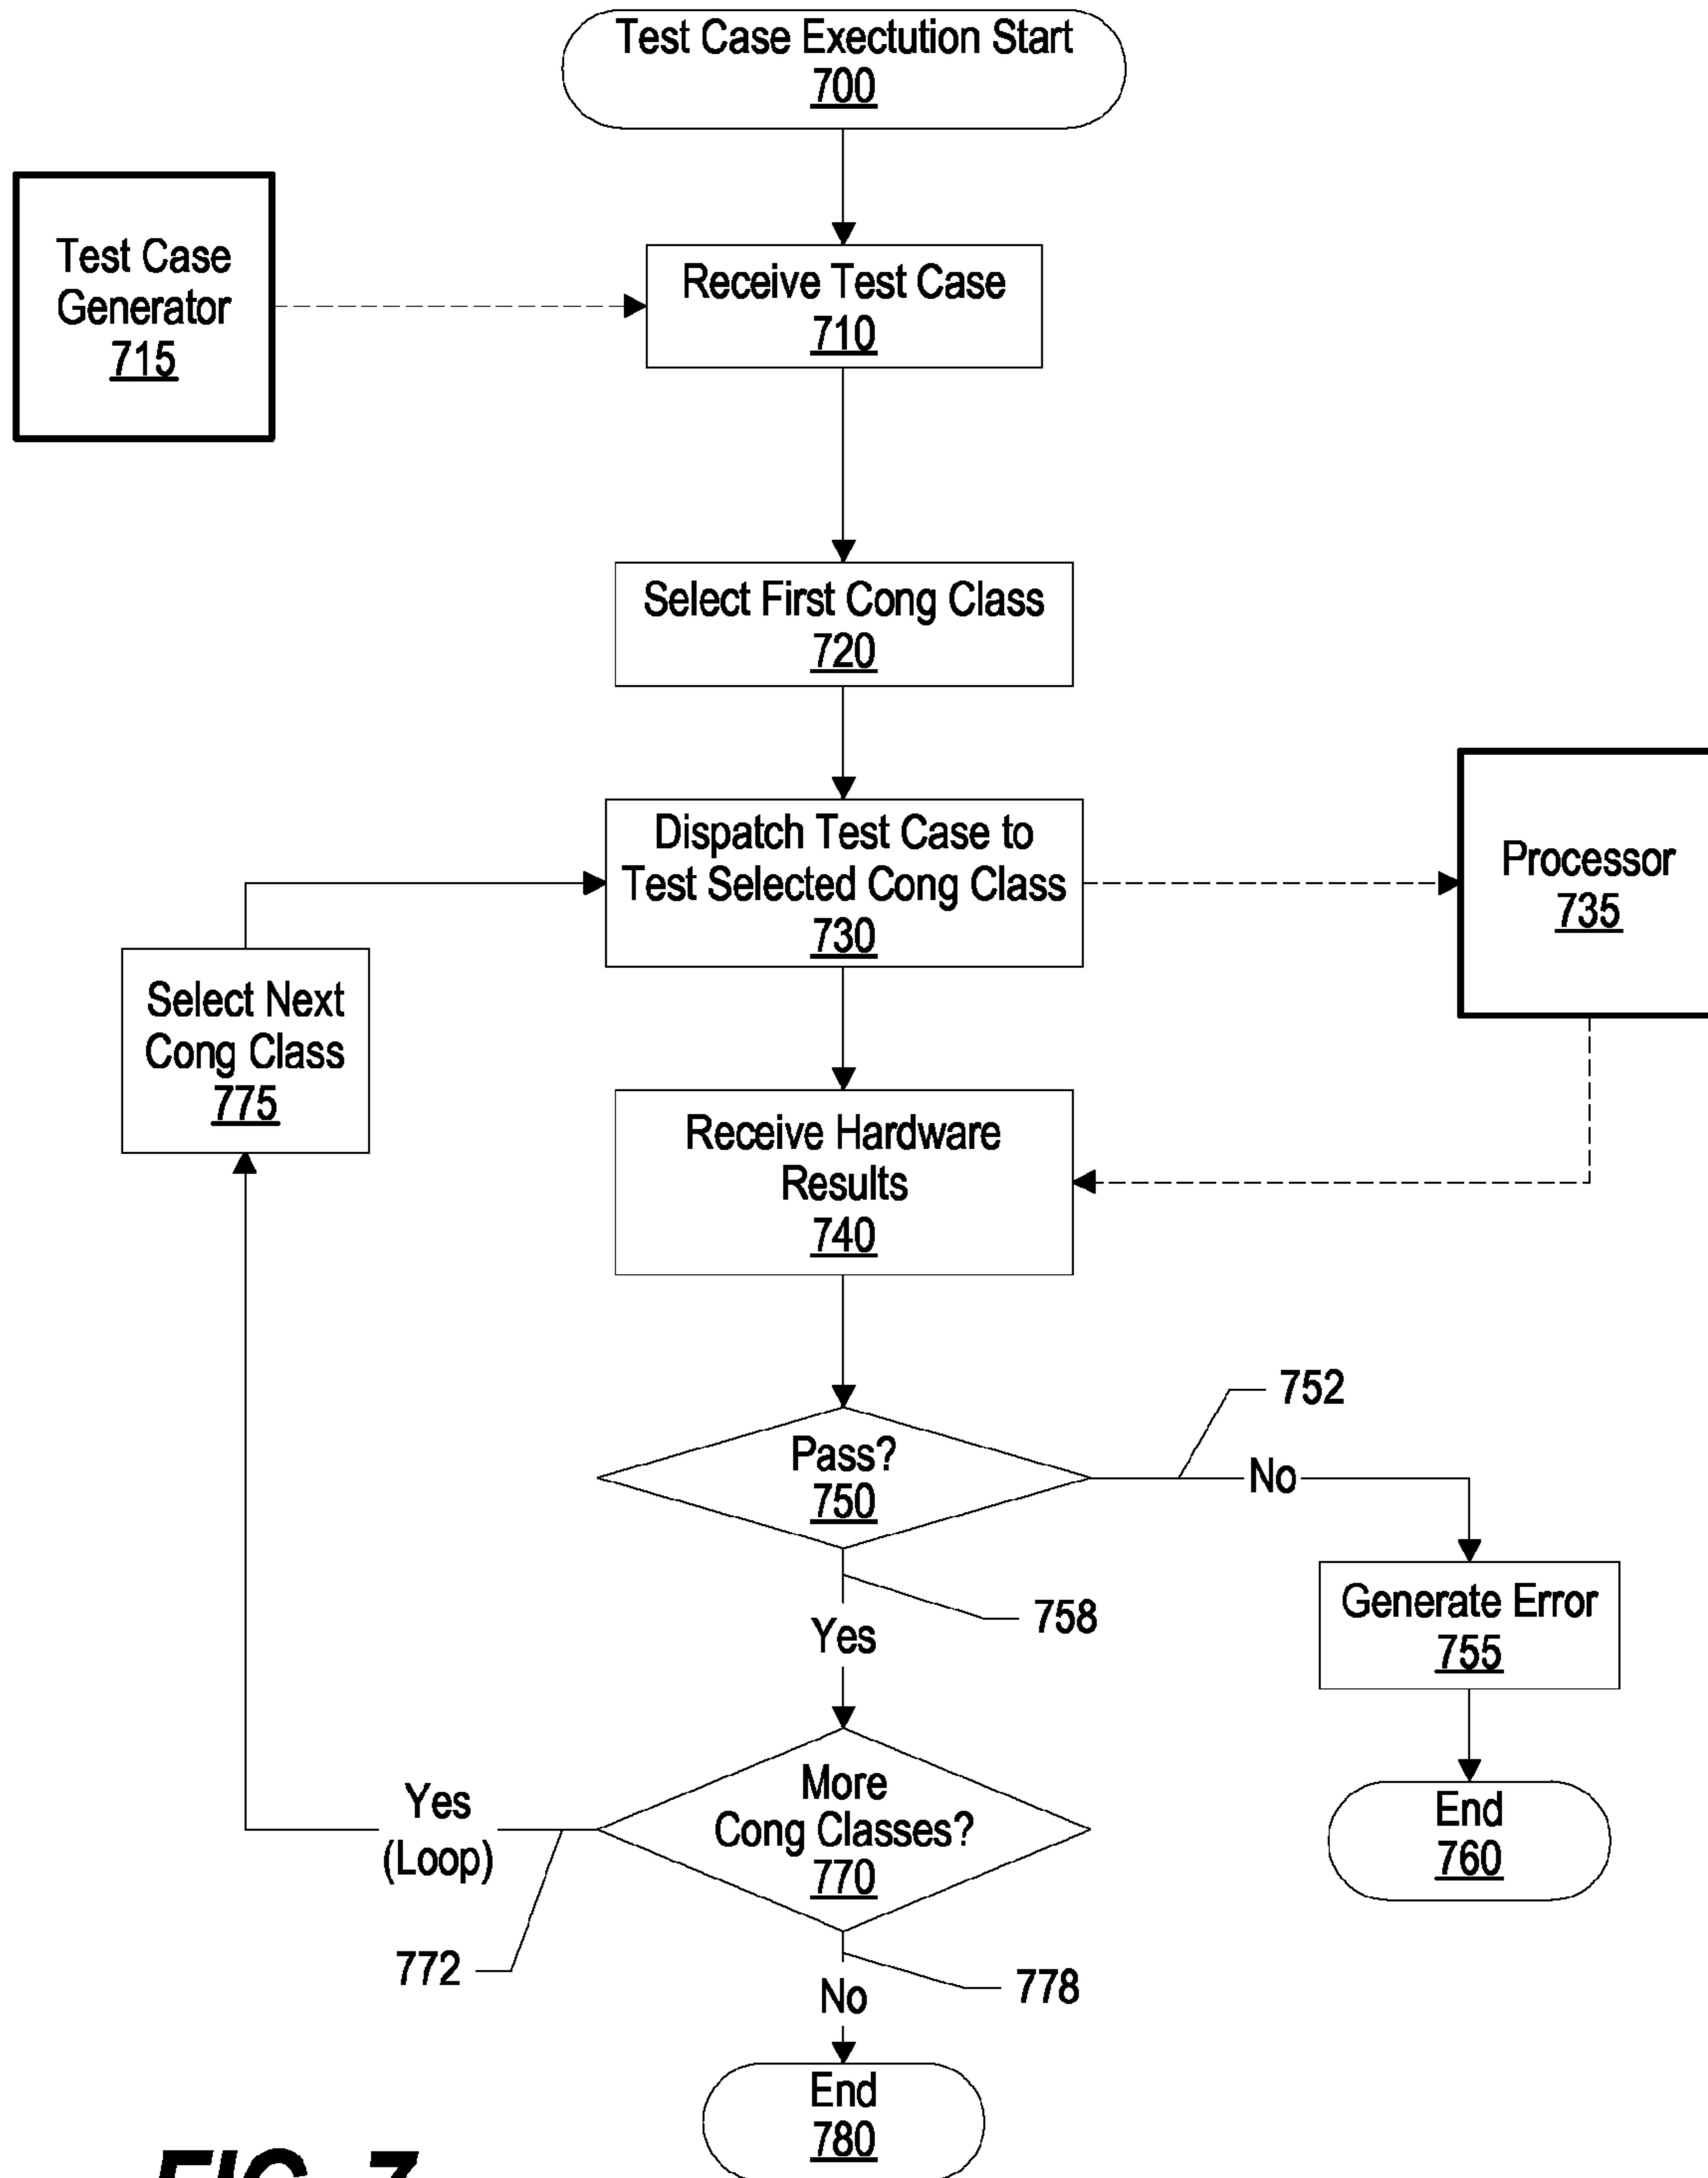 Test Case Exectution Start
700
Test Case
Generator
715
Receive Test Case
710
Select First Cong Class
720
Dispatch Test Case to
Test Selected Cong Class
730
Processor
735
Select Next
Cong Class
775
Receive Hardware
Results
740
752
Pass?
750
No
758
Yes
Generate Error
755
More
Cong Classes?
770
Yes
(Loop)
End
760
772
778
No
End
780
FIG. 7